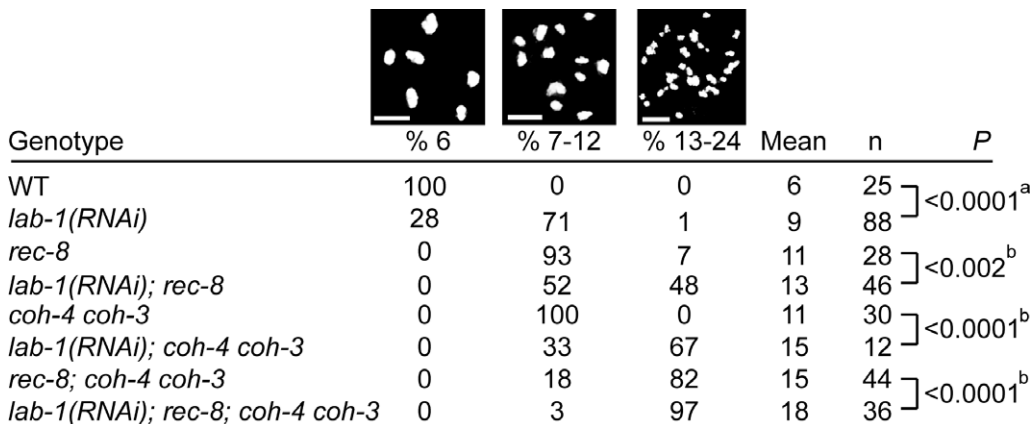 Genotype % 6 % 7-12 % 13-24 Mean n P
WT 100 0 0 6 25
<0.0001a
lab-1(RNAi) 28 71 1 9 88
rec-8 0 93 7 11 28
<0.002b
lab-1(RNAi); rec-8 0 52 48 13 46
coh-4 coh-3 0 100 0 11 30
<0.0001b
lab-1(RNAi); coh-4 coh-3 0 33 67 15 12
rec-8; coh-4 coh-3 0 18 82 15 44
<0.0001b
lab-1(RNAi); rec-8; coh-4 coh-3 0 3 97 18 36